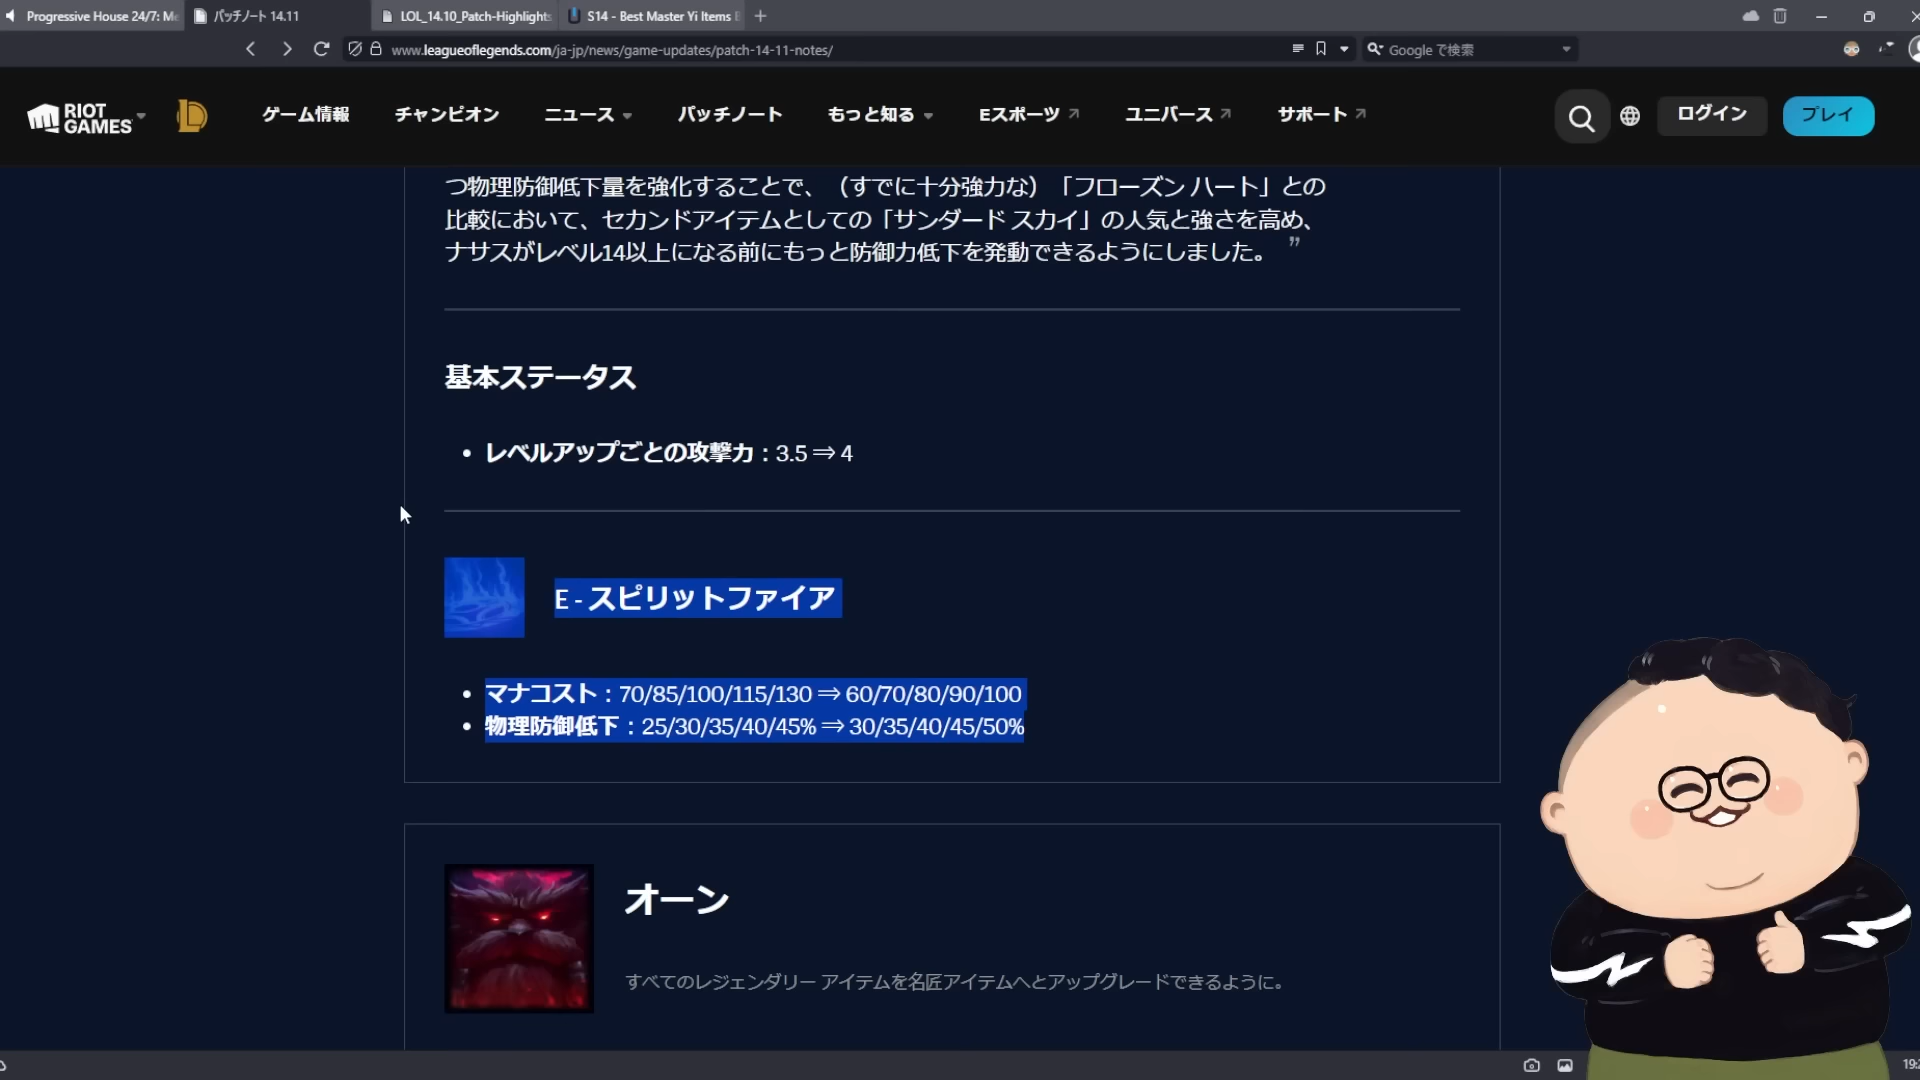 Progressive House 24/7: Me
パッチノート 14.11
LOL_14.10_Patch-Highlights
S14 - Best Master Yi Items
www.leagueoflegends.com/ja-jp/news/game-updates/patch-14-11-notes/
Google で検索
RIOT GAMES
ゲーム情報
チャンピオン
ニュース
パッチノート
もっと知る
Eスポーツ
ユニバース
サポート
ログイン
プレイ
つ物理防御低下量を強化することで、（すでに十分強力な）「フローズン ハート」との
比較において、セカンドアイテムとしての「サンダード スカイ」の人気と強さを高め、
ナサスがレベル14以上になる前にもっと防御力低下を発動できるようにしました。 ”
基本ステータス
• レベルアップごとの攻撃力：3.5 ⇒ 4
E - スピリットファイア
• マナコスト：70/85/100/115/130 ⇒ 60/70/80/90/100
• 物理防御低下：25/30/35/40/45% ⇒ 30/35/40/45/50%
オーン
すべてのレジェンダリー アイテムを名匠アイテムへとアップグレードできるように。